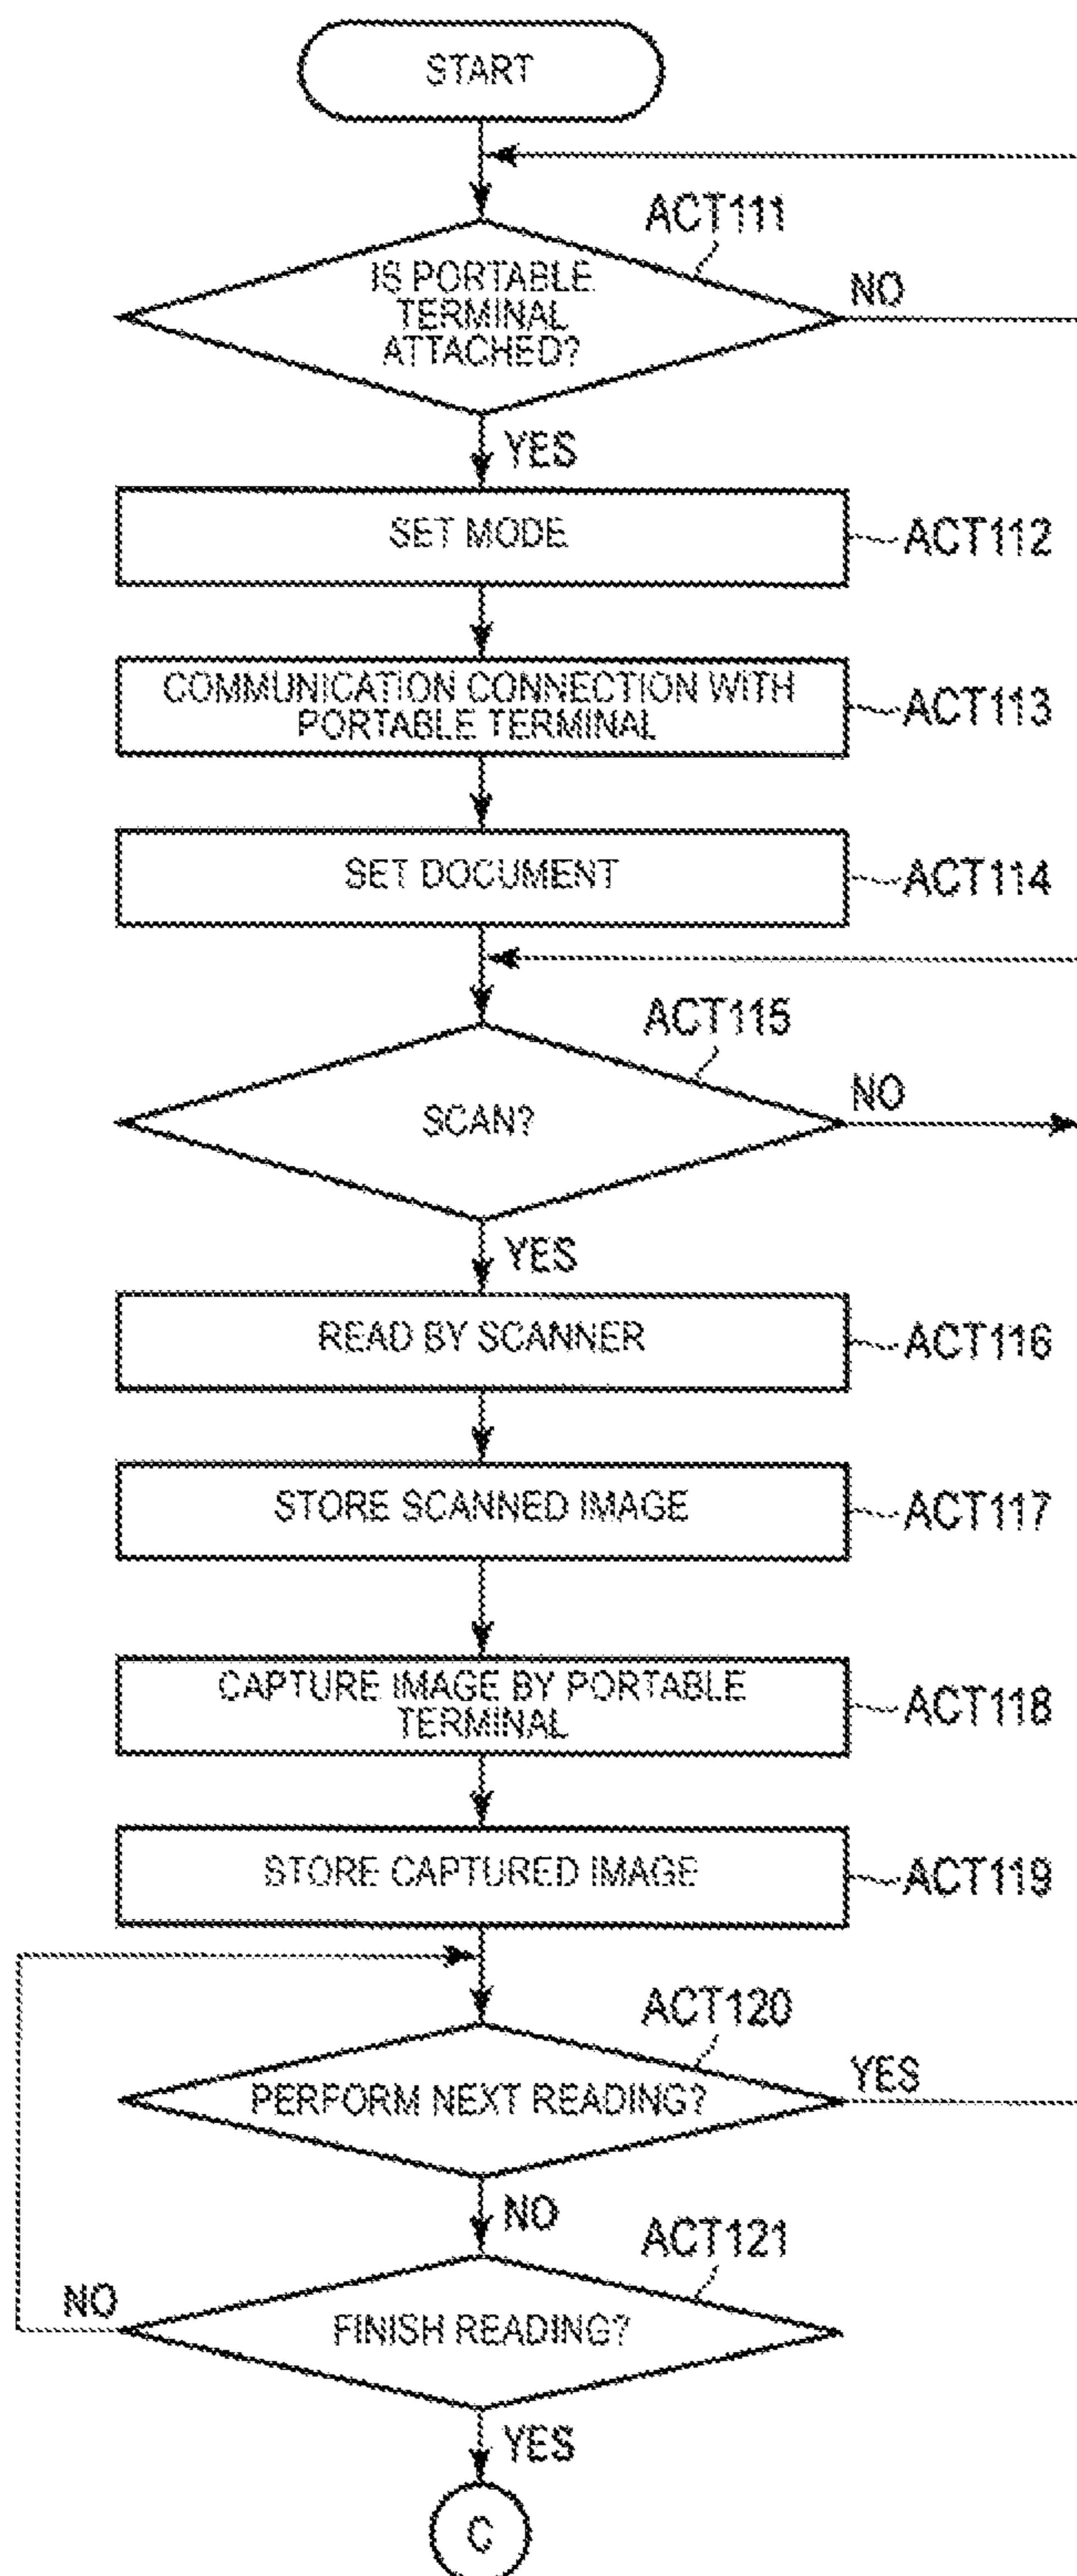 START
ACT111
IS PORTABLE
TERMINAL
ATTACHED?
NO
YES
SET MODE
ACT112
COMMUNICATION CONNECTION WITH
PORTABLE TERMINAL
ACT113
SET DOCUMENT
ACT114
ACT115
SCAN?
NO
YES
READ BY SCANNER
ACT116
STORE SCANNED IMAGE
ACT117
CAPTURE IMAGE BY PORTABLE
TERMINAL
ACT118
STORE CAPTURED IMAGE
ACT119
ACT120
PERFORM NEXT READING?
YES
NO
ACT121
NO
FINISH READING?
YES
C